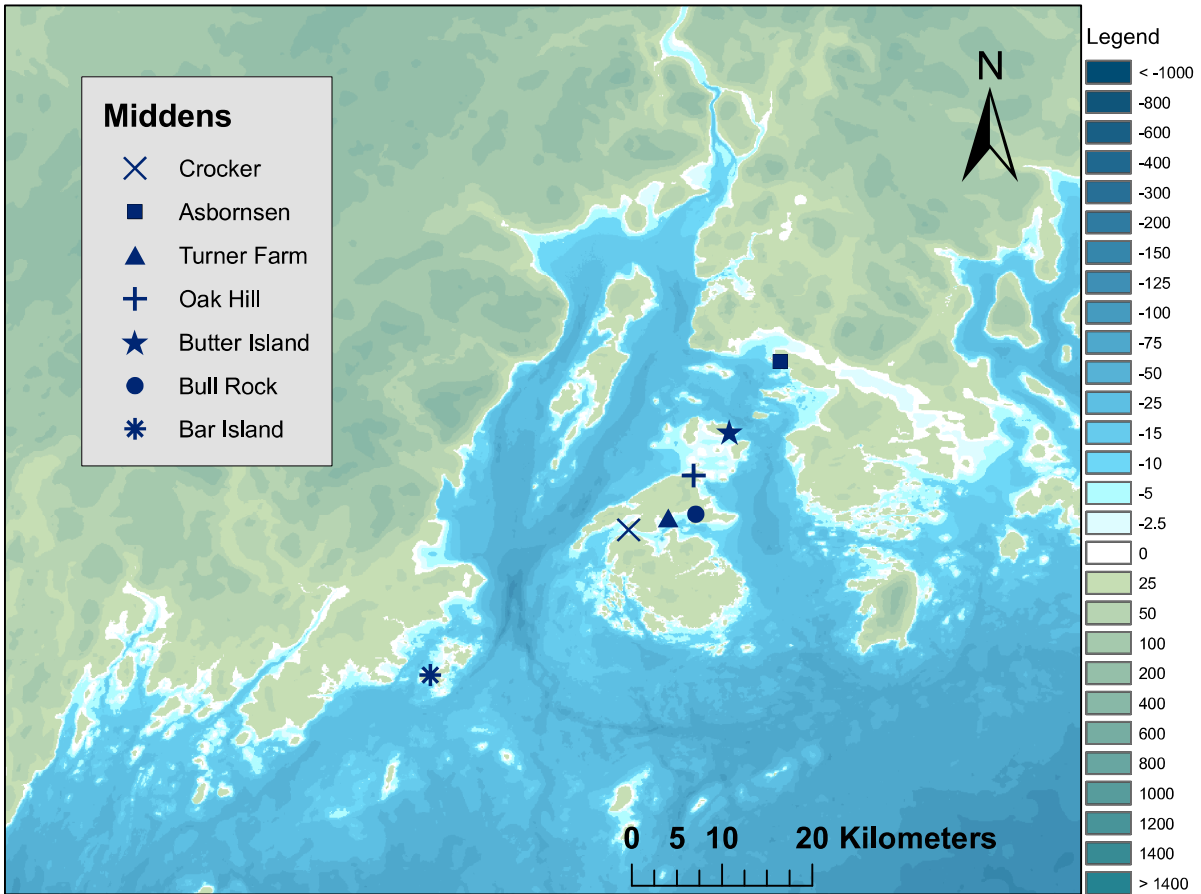 Legend
N
< -1000
-800
-600
-400
-300
-200
-150
-125
-100
-75
-50
-25
-15
-10
-5
-2.5
0
25
50
100
200
400
600
800
1000
1200
1400
> 1400
Middens
Crocker
Asbornsen
Turner Farm
Oak Hill
Butter Island
Bull Rock
Bar Island
0 5 10 20 Kilometers